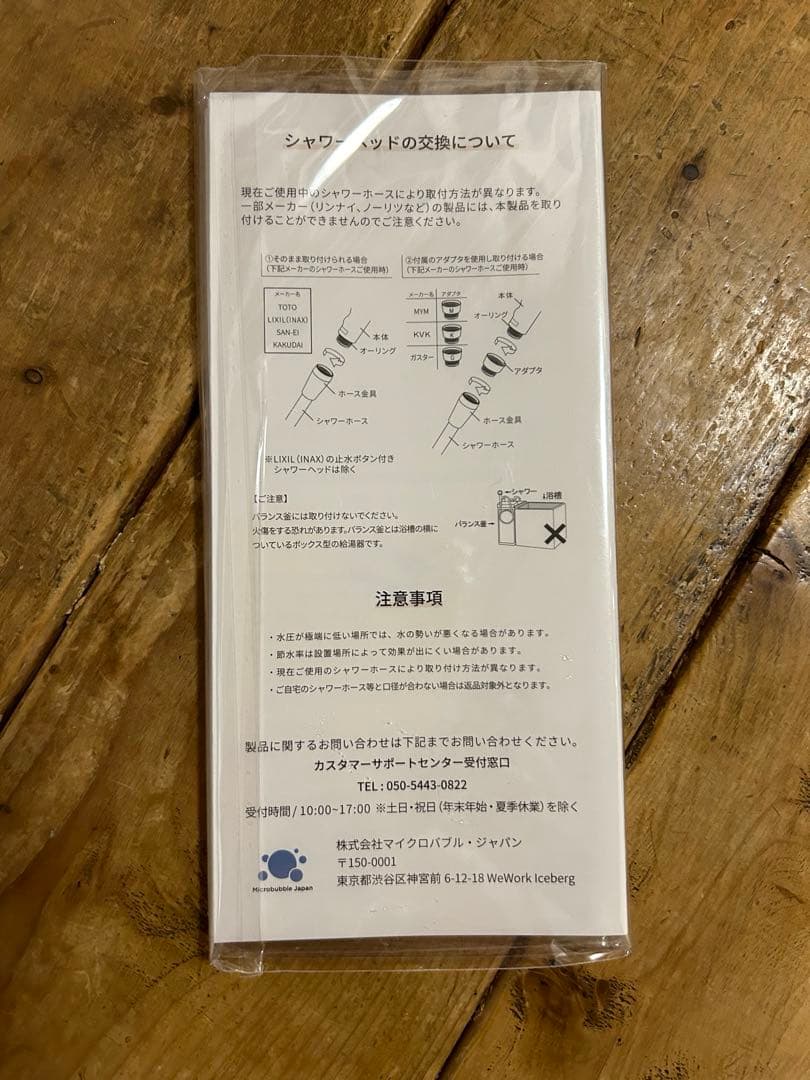 シャワーヘッドの交換について
現在ご使用中のシャワーホースにより取付方法が異なります。
一部メーカー(リンナイ、ノーリツなど)の製品には、本製品を取り
付けることができませんのでご注意ください。
①そのまま取り付けられる場合
(下記メーカーのシャワーホースご使用時)
メーカー名
TOTO
LIXIL(INAX)
SAN-EI
KAKUDAI
本体
オーリング
ホース金具
シャワーホース
※LIXIL(INAX)の止水ボタン付き
シャワーヘッドは除く
②付属のアダプタを使用し取り付ける場合
(下記メーカーのシャワーホースご使用時)
メーカー名 アダプタ
MYM M
KVK K
ガスター G
本体
オーリング
アダプタ
ホース金具
シャワーホース
【ご注意】
バランス釜には取り付けないでください。
火傷をする恐れがあります。バランス釜とは浴槽の横に
ついているボックス型の給湯器です。
←シャワー
↓浴槽
バランス釜→
注意事項
・水圧が極端に低い場所では、水の勢いが悪くなる場合があります。
・節水率は設置場所によって効果が出にくい場合があります。
・現在ご使用のシャワーホースにより取り付け方法が異なります。
・ご自宅のシャワーホース等と口径が合わない場合は返品対象外となります。
製品に関するお問い合わせは下記までお問い合わせください。
カスタマーサポートセンター受付窓口
TEL : 050-5443-0822
受付時間 / 10:00~17:00 ※土日・祝日(年末年始・夏季休業)を除く
Microbubble Japan
株式会社マイクロバブル・ジャパン
〒150-0001
東京都渋谷区神宮前 6-12-18 WeWork Iceberg